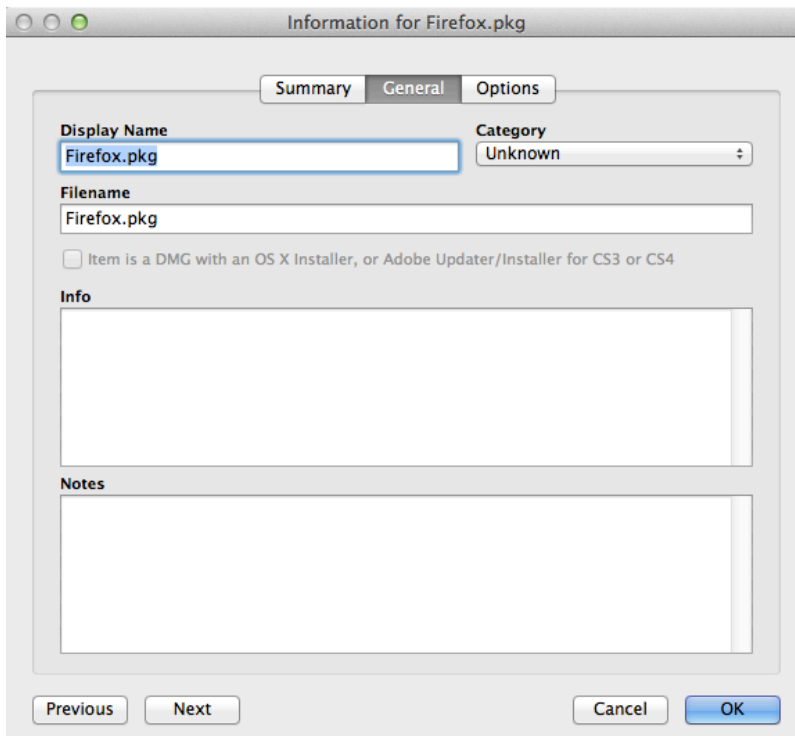 Information for Firefox.pkg
Summary General Options
Display Name Category
Firefox.pkg Unknown
Filename
Firefox.pkg
Item is a DMG with an OS X Installer, or Adobe Updater/Installer for CS3 or CS4
Info
Notes
Previous Next Cancel OK